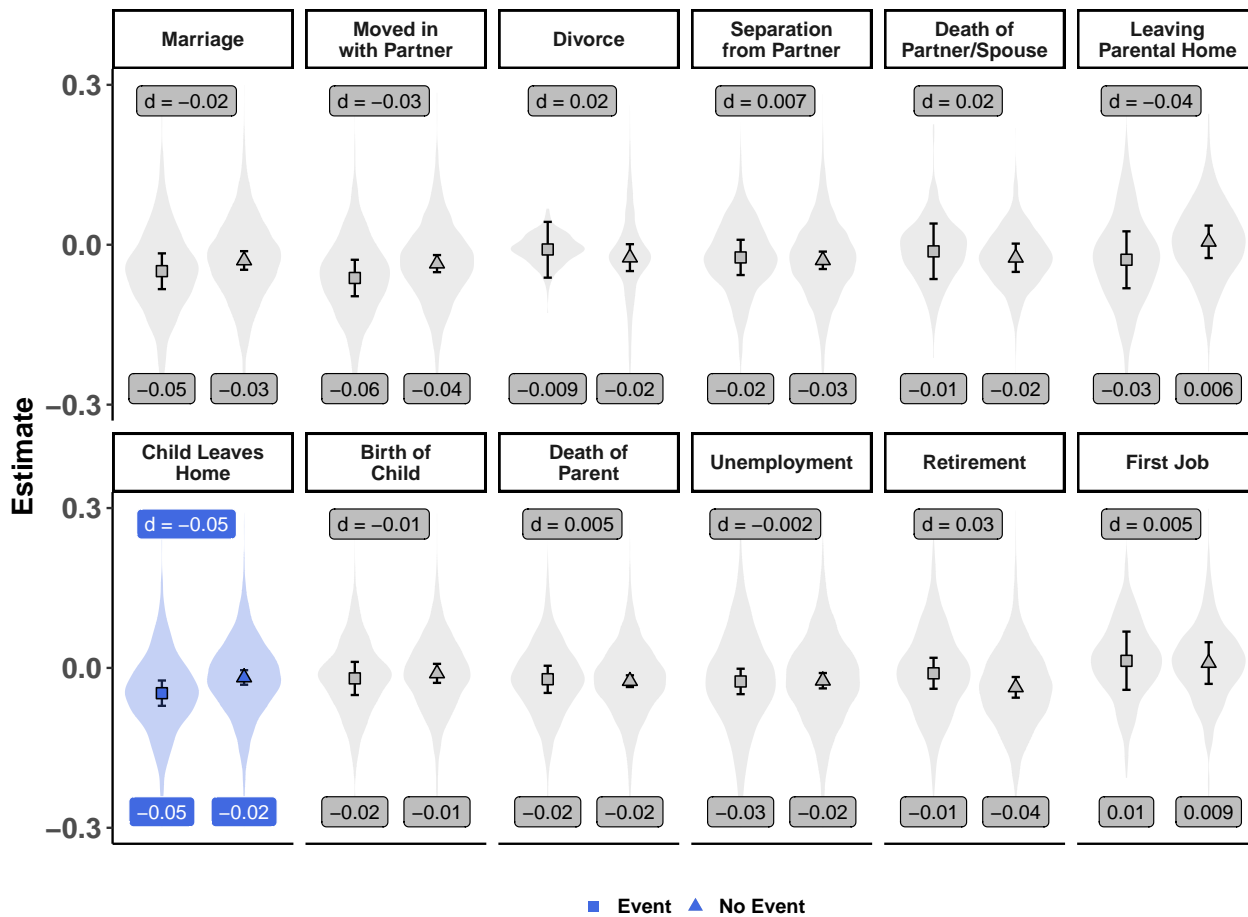 Marriage
Moved in
with Partner
Divorce
Separation
from Partner
Death of
Partner/Spouse
Leaving
Parental Home
0.3
d = −0.02
d = −0.03
d = 0.02
d = 0.007
d = 0.02
d = −0.04
0.0
−0.05
−0.03
−0.06
−0.04
−0.009
−0.02
−0.02
−0.03
−0.01
−0.02
−0.03
0.006
−0.3
Estimate
Child Leaves
Home
Birth of
Child
Death of
Parent
Unemployment
Retirement
First Job
0.3
d = −0.05
d = −0.01
d = 0.005
d = −0.002
d = 0.03
d = 0.005
0.0
−0.05
−0.02
−0.02
−0.01
−0.02
−0.02
−0.03
−0.02
−0.01
−0.04
0.01
0.009
−0.3
Event
No Event